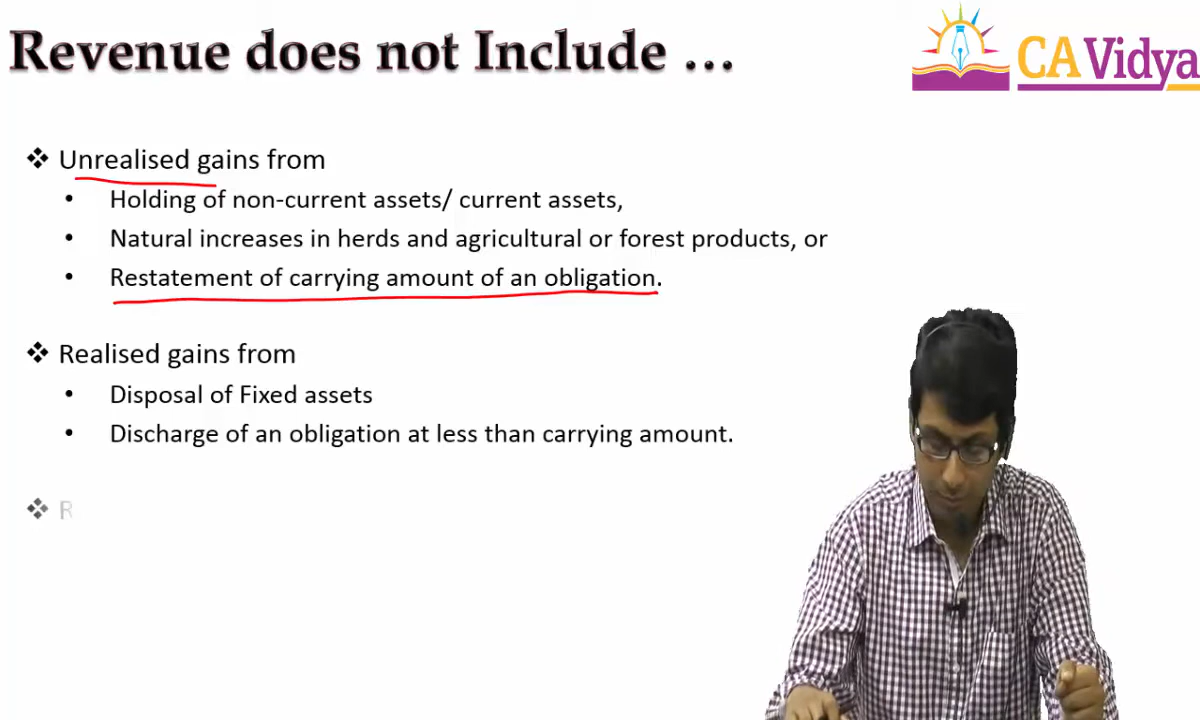 Revenue does not Include ...
CA Vidya
❖ Unrealised gains from
• Holding of non-current assets/ current assets,
• Natural increases in herds and agricultural or forest products, or
• Restatement of carrying amount of an obligation.
❖ Realised gains from
• Disposal of Fixed assets
• Discharge of an obligation at less than carrying amount.
❖ R